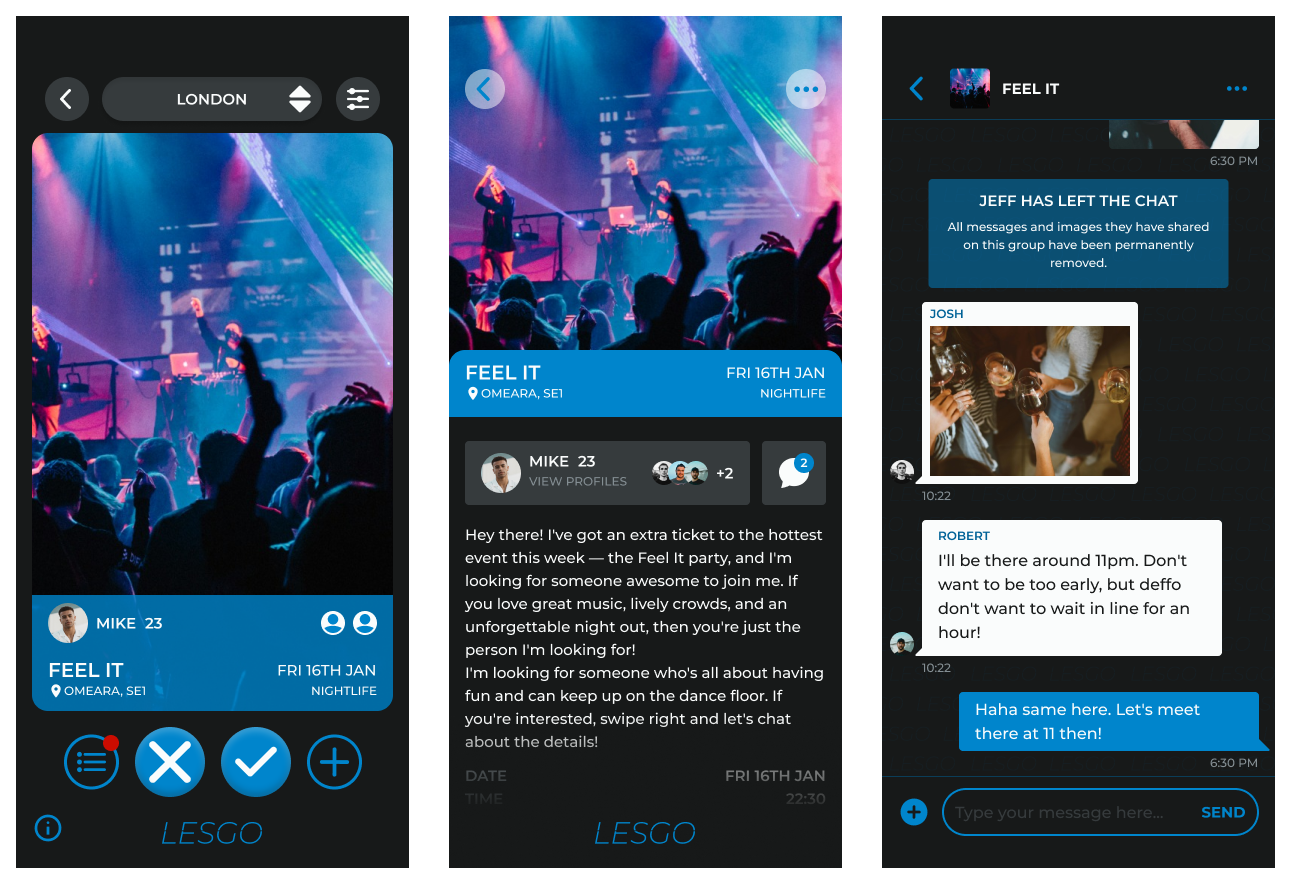 LONDON
MIKE 23
FEEL IT
FRI 16TH JAN
OMEARA, SE1
NIGHTLIFE
LESGO
FEEL IT
FRI 16TH JAN
OMEARA, SE1
NIGHTLIFE
MIKE 23
VIEW PROFILES
+2
2
Hey there! I've got an extra ticket to the hottest
event this week — the Feel It party, and I'm
looking for someone awesome to join me. If
you love great music, lively crowds, and an
unforgettable night out, then you're just the
person I'm looking for!
I'm looking for someone who's all about having
fun and can keep up on the dance floor. If
you're interested, swipe right and let's chat
about the details!
DATE
FRI 16TH JAN
TIME
22:30
LESGO
FEEL IT
6:30 PM
JEFF HAS LEFT THE CHAT
All messages and images they have shared
on this group have been permanently
removed.
JOSH
10:22
ROBERT
I'll be there around 11pm. Don't
want to be too early, but deffo
don't want to wait in line for an
hour!
10:22
Haha same here. Let's meet
there at 11 then!
6:30 PM
Type your message here...
SEND